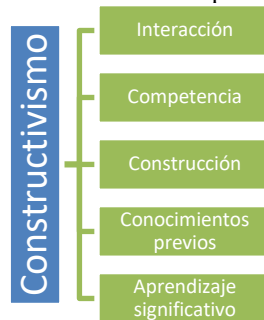 Constructivismo
Interacción
Competencia
Construcción
Conocimientos
previos
Aprendizaje
significativo